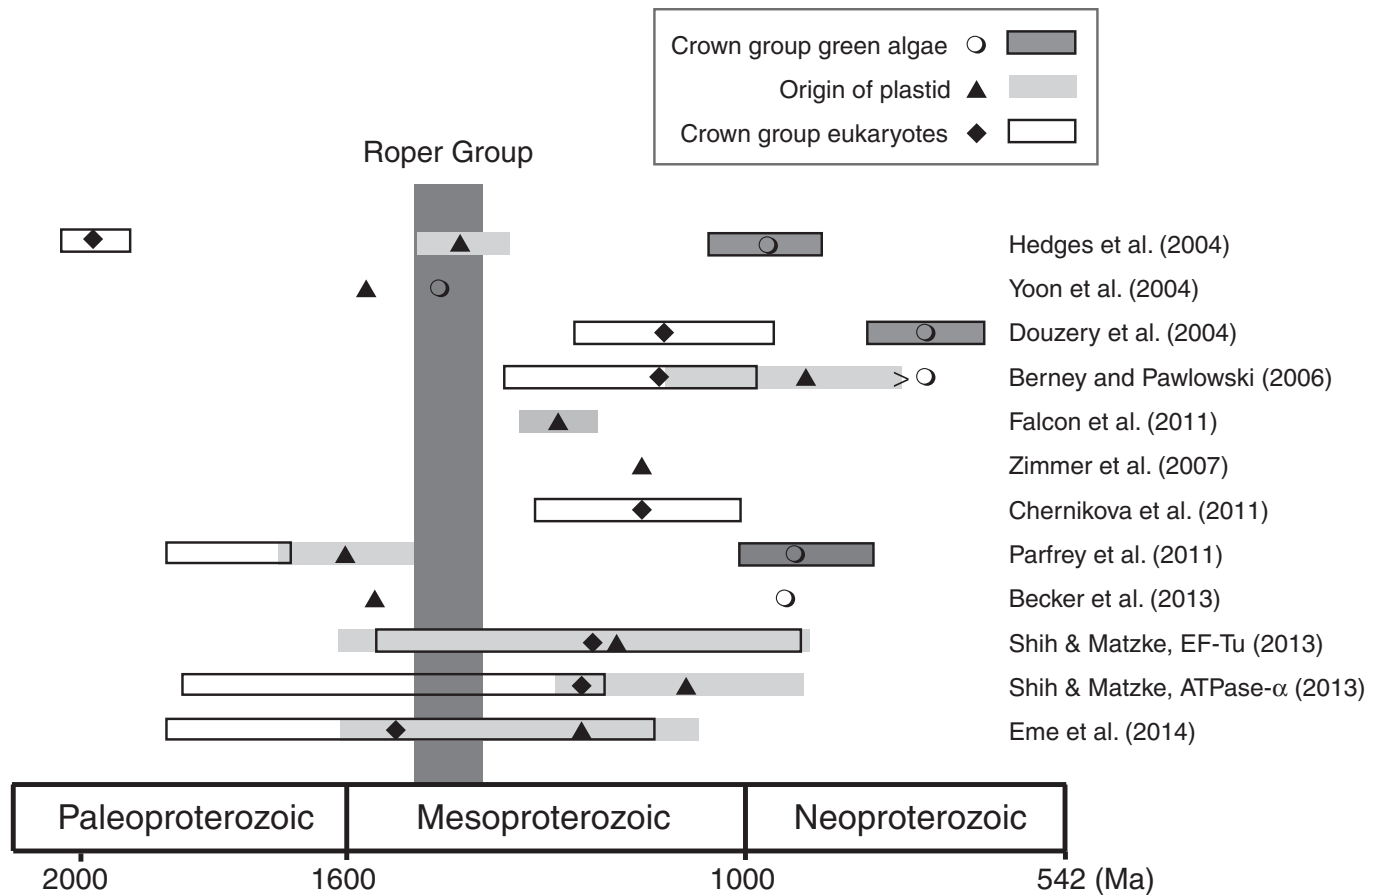 Crown group green algae
Origin of plastid
Crown group eukaryotes
Roper Group
Hedges et al. (2004)
Yoon et al. (2004)
Douzery et al. (2004)
> Berney and Pawlowski (2006)
Falcon et al. (2011)
Zimmer et al. (2007)
Chernikova et al. (2011)
Parfrey et al. (2011)
Becker et al. (2013)
Shih & Matzke, EF-Tu (2013)
Shih & Matzke, ATPase-α (2013)
Eme et al. (2014)
Paleoproterozoic Mesoproterozoic Neoproterozoic
2000 1600 1000 542 (Ma)